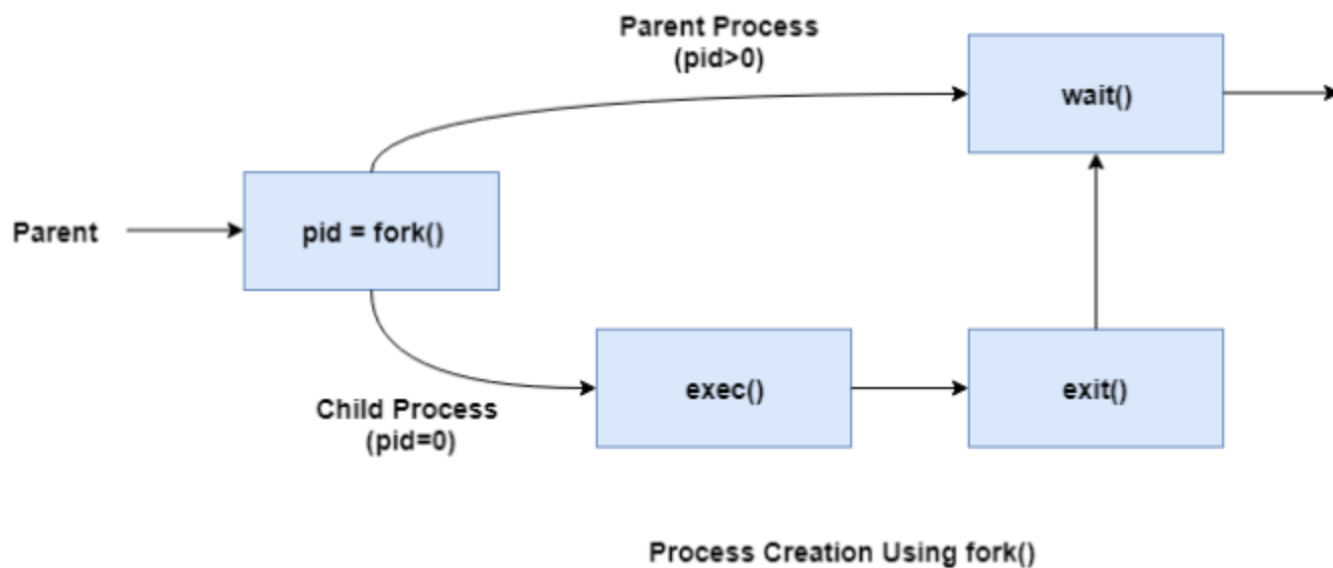 Parent Process
(pid>0)
wait()
Parent
pid = fork()
exec()
exit()
Child Process
(pid=0)
Process Creation Using fork()